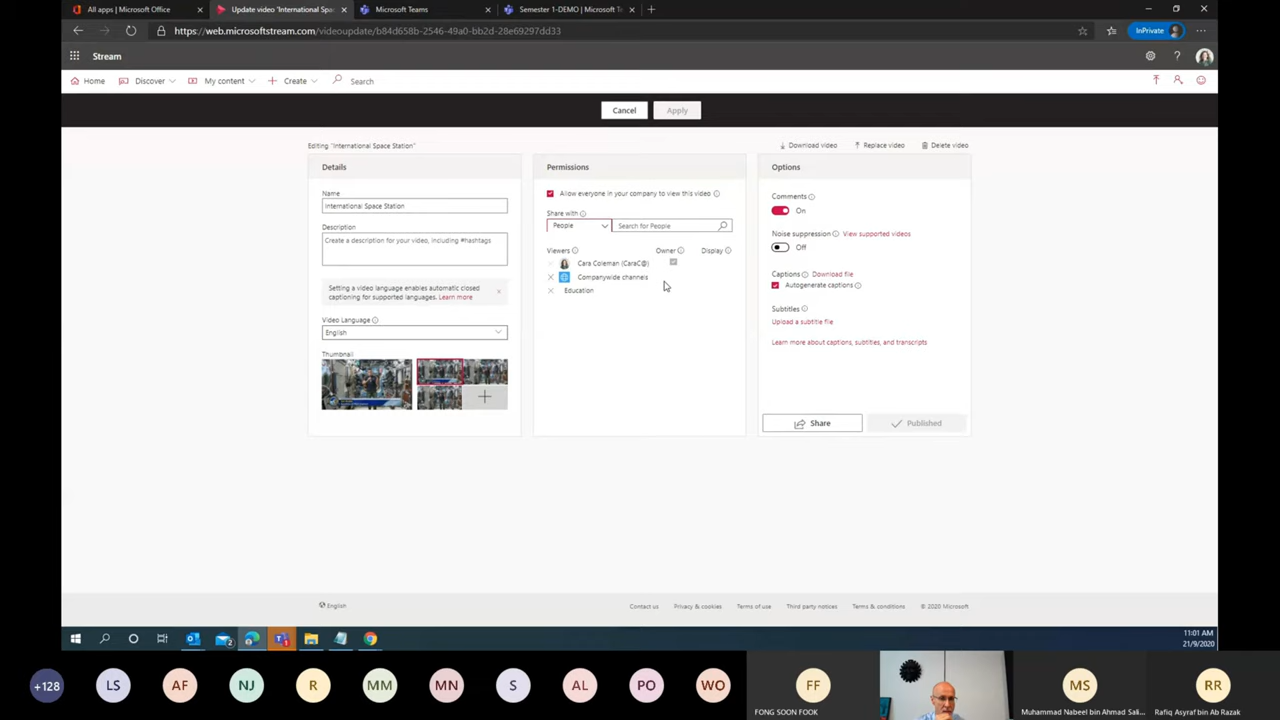 All apps | Microsoft Office
Update video "International Spac
Microsoft Teams
Semester 1-DEMO | Microsoft Te
https://web.microsoftstream.com/videoupdate/b84d658b-2546-49a0-bb2d-28e69297dd33
InPrivate
Stream
Home
Discover
My content
Create
Search
Cancel
Apply
Editing "International Space Station"
Download video
Replace video
Delete video
Details
Name
International Space Station
Description
Create a description for your video, including #hashtags
Setting a video language enables automatic closed
captioning for supported languages. Learn more
Video Language
English
Thumbnail
Permissions
Allow everyone in your company to view this video
Share with
People
Search for People
Viewers
Owner
Display
Cara Coleman (CaraC@)
Companywide channels
Education
Options
Comments
On
Noise suppression
View supported videos
Off
Captions
Download file
Autogenerate captions
Subtitles
Upload a subtitle file
Learn more about captions, subtitles, and transcripts
Share
Published
English
Contact us
Privacy & cookies
Terms of use
Third party notices
Terms & conditions
© 2020 Microsoft
11:01 AM
21/9/2020
+128
LS
AF
NJ
R
MM
MN
S
AL
PO
WO
FF
FONG SOON FOOK
MS
Muhammad Nabeel bin Ahmad Sali...
RR
Rafiq Asyraf bin Ab Razak